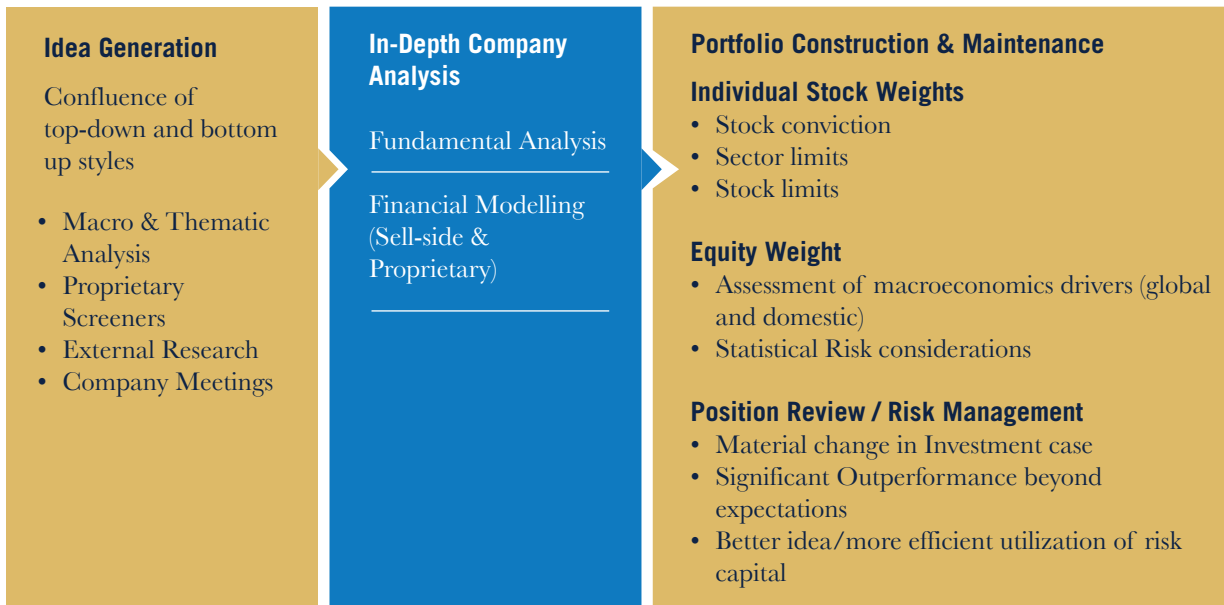 Idea Generation
Confluence of
top-down and bottom
up styles
• Macro & Thematic
Analysis
• Proprietary
Screeners
• External Research
• Company Meetings
In-Depth Company
Analysis
Fundamental Analysis
Financial Modelling
(Sell-side &
Proprietary)
Portfolio Construction & Maintenance
Individual Stock Weights
• Stock conviction
• Sector limits
• Stock limits
Equity Weight
• Assessment of macroeconomics drivers (global
and domestic)
• Statistical Risk considerations
Position Review / Risk Management
• Material change in Investment case
• Significant Outperformance beyond
expectations
• Better idea/more efficient utilization of risk
capital